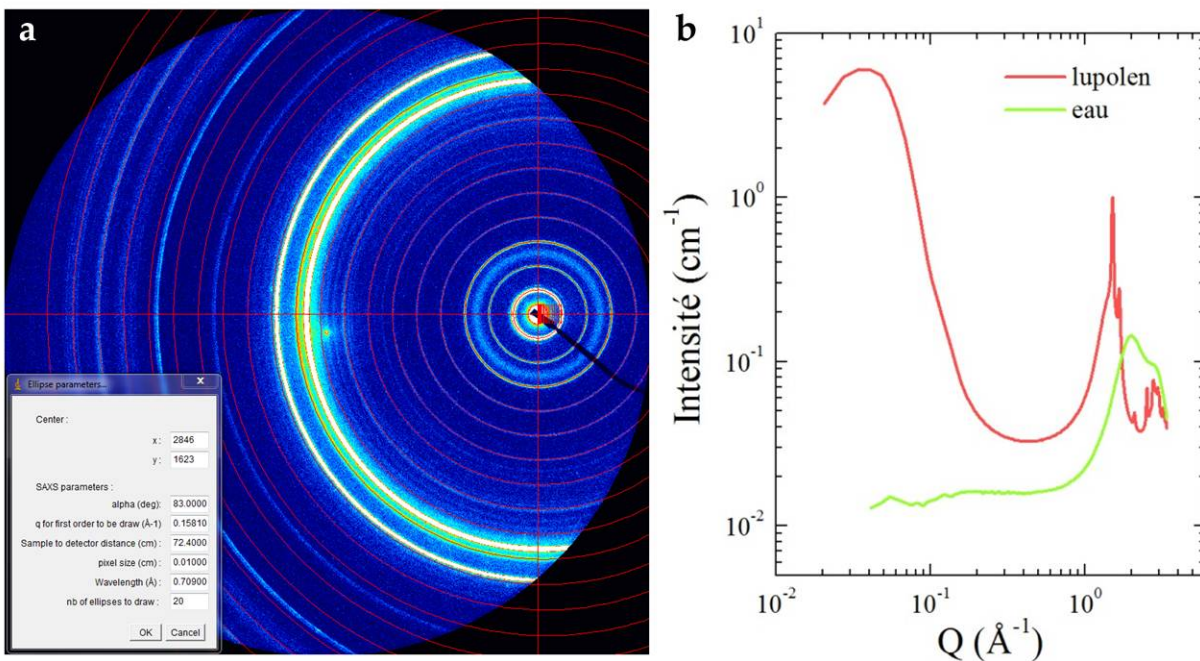 a
Ellipse parameters...
X
Center :
x : 2846
y : 1623
SAXS parameters :
alpha (deg): 83.0000
q for first order to be draw (Å-1) 0.15810
Sample to detector distance (cm) : 72.4000
pixel size (cm) : 0.01000
Wavelength (Å) : 0.70900
nb of ellipses to draw : 20
OK Cancel
b
lupolen
eau
Intensité (cm⁻¹)
10¹
10⁰
10⁻¹
10⁻²
10⁻² 10⁻¹ 10⁰
Q (Å⁻¹)